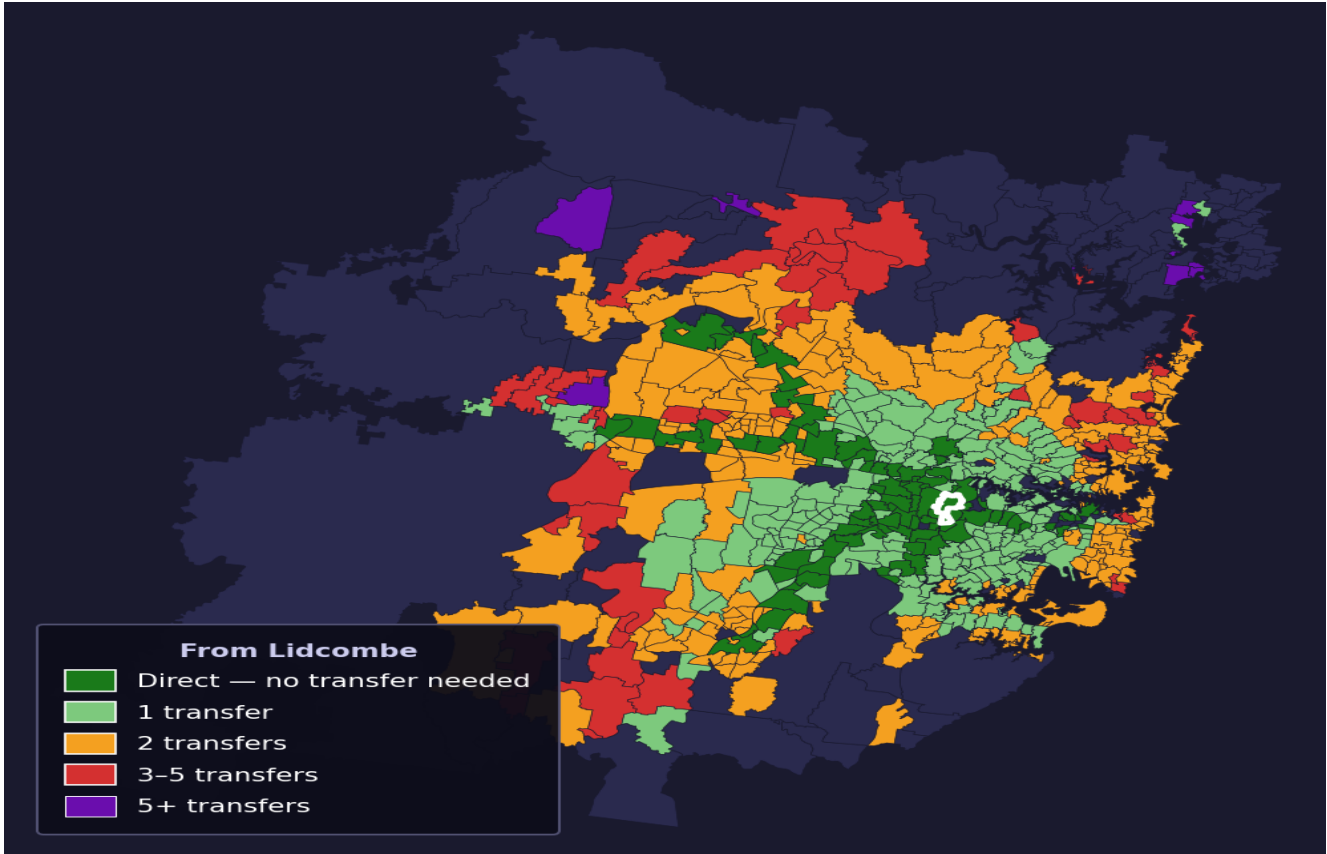 From Lidcombe
Direct — no transfer needed
1 transfer
2 transfers
3–5 transfers
5+ transfers